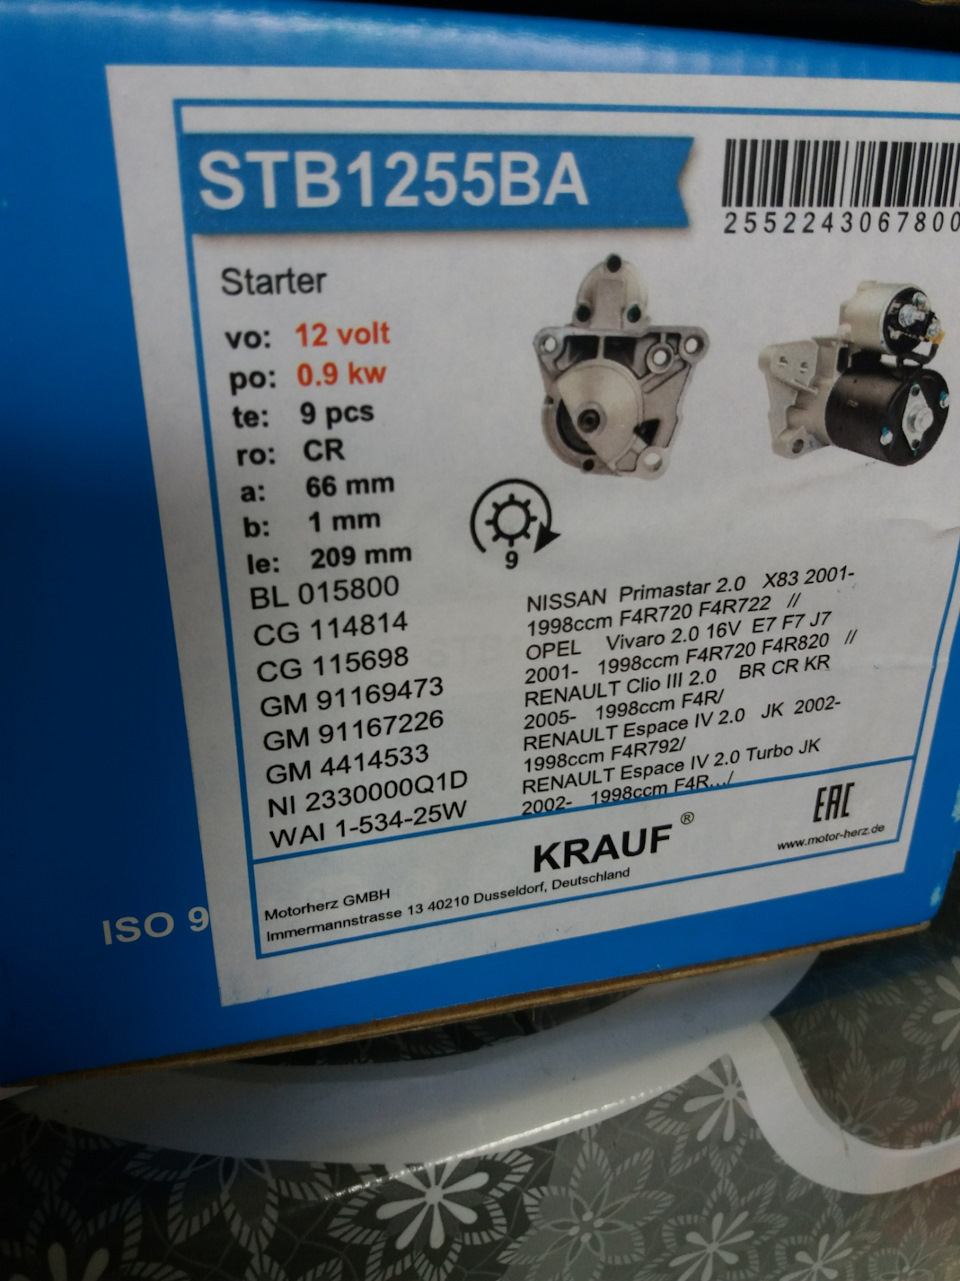 STB1255BA
2552243067800
Starter
vo: 12 volt
po: 0.9 kw
te: 9 pcs
ro: CR
a: 66 mm
b: 1 mm
le: 209 mm
9
BL 015800
CG 114814
CG 115698
GM 91169473
GM 91167226
GM 4414533
NI 2330000Q1D
WAI 1-534-25W
NISSAN Primastar 2.0 X83 2001-
1998ccm F4R720 F4R722 //
OPEL Vivaro 2.0 16V E7 F7 J7
2001- 1998ccm F4R720 F4R820 //
RENAULT Clio III 2.0 BR CR KR
2005- 1998ccm F4R/
RENAULT Espace IV 2.0 JK 2002-
1998ccm F4R792/
RENAULT Espace IV 2.0 Turbo JK
2002- 1998ccm F4R.../
KRAUF ®
EAC
www.motor-herz.de
Motorherz GMBH
Immermannstrasse 13 40210 Dusseldorf, Deutschland
ISO 9